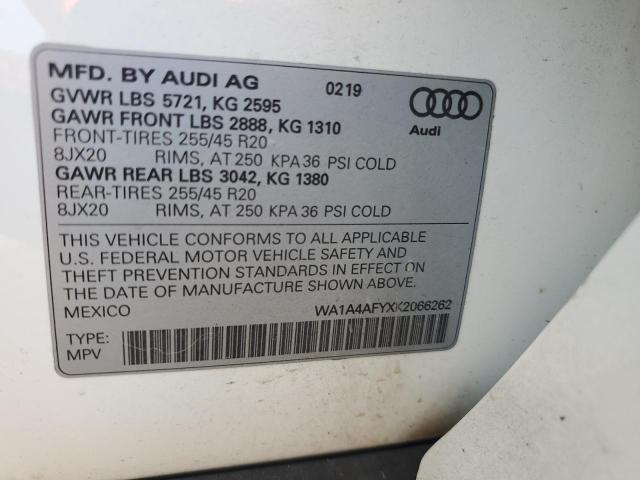 MFD. BY AUDI AG 0219
GVWR LBS 5721, KG 2595
GAWR FRONT LBS 2888, KG 1310
FRONT-TIRES 255/45 R20
8JX20 RIMS, AT 250 KPA 36 PSI COLD
GAWR REAR LBS 3042, KG 1380
REAR-TIRES 255/45 R20
8JX20 RIMS, AT 250 KPA 36 PSI COLD
Audi
THIS VEHICLE CONFORMS TO ALL APPLICABLE
U.S. FEDERAL MOTOR VEHICLE SAFETY AND
THEFT PREVENTION STANDARDS IN EFFECT ON
THE DATE OF MANUFACTURE SHOWN ABOVE.
MEXICO WA1A4AFYXK2066262
TYPE:
MPV